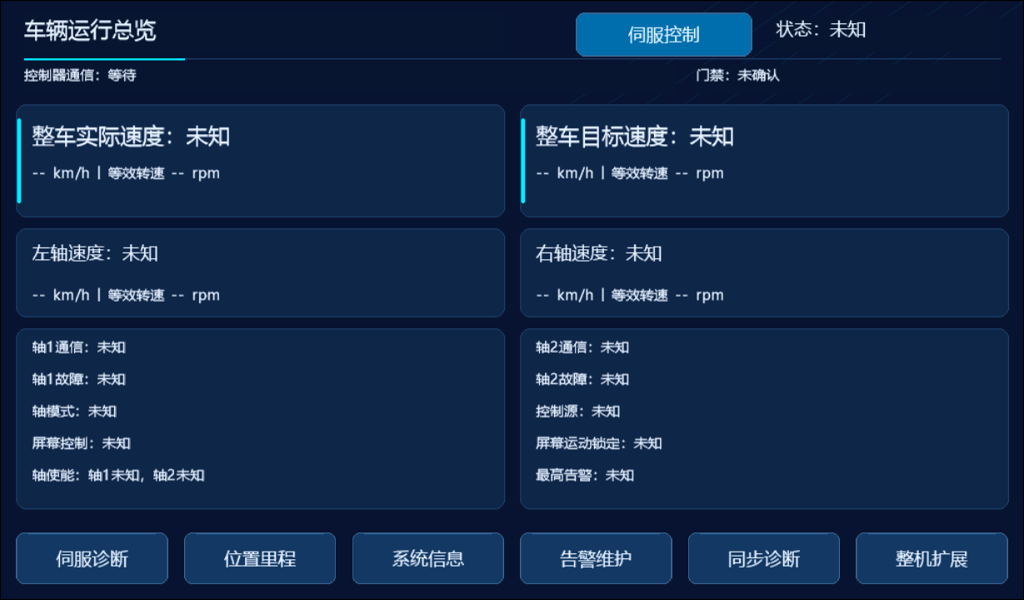 车辆运行总览
伺服控制
状态：未知
控制器通信：等待
门禁：未确认
整车实际速度：未知
-- km/h | 等效转速 -- rpm
整车目标速度：未知
-- km/h | 等效转速 -- rpm
左轴速度：未知
-- km/h | 等效转速 -- rpm
右轴速度：未知
-- km/h | 等效转速 -- rpm
轴1通信：未知
轴1故障：未知
轴模式：未知
屏幕控制：未知
轴使能：轴1未知，轴2未知
轴2通信：未知
轴2故障：未知
控制源：未知
屏幕运动锁定：未知
最高告警：未知
伺服诊断
位置里程
系统信息
告警维护
同步诊断
整机扩展